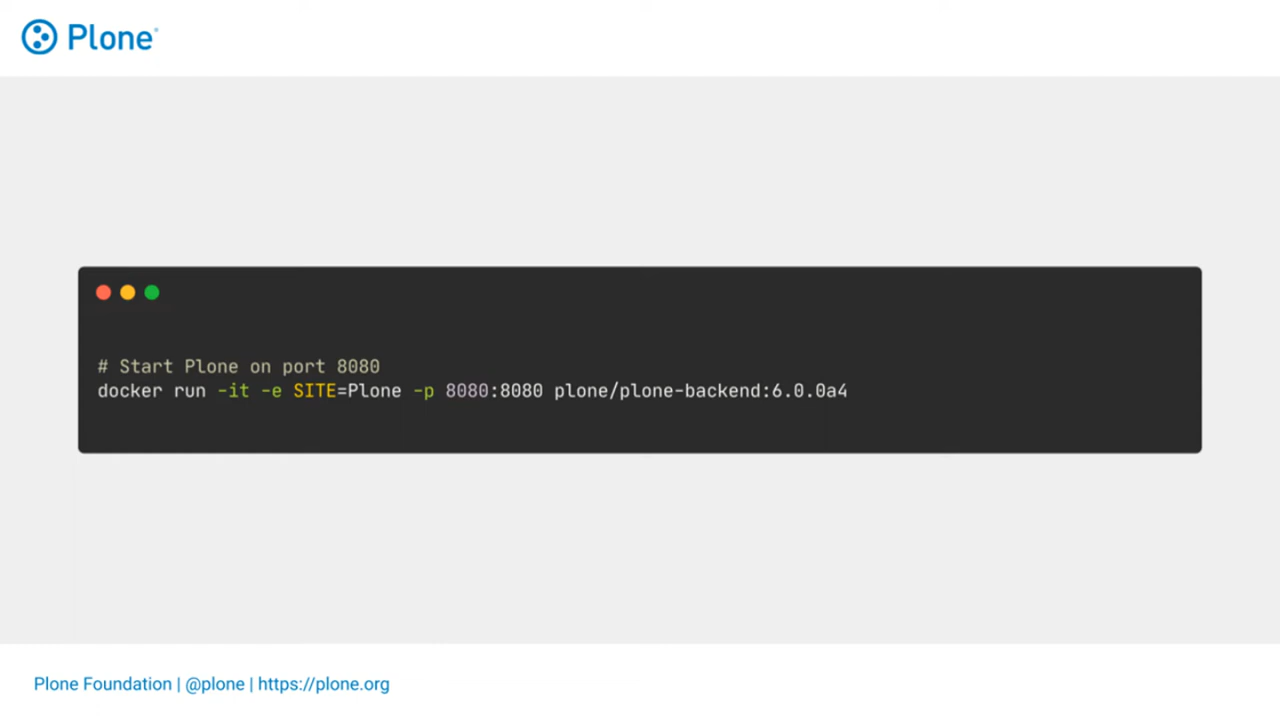 Plone®
# Start Plone on port 8080
docker run -it -e SITE=Plone -p 8080:8080 plone/plone-backend:6.0.0a4
Plone Foundation | @plone | https://plone.org